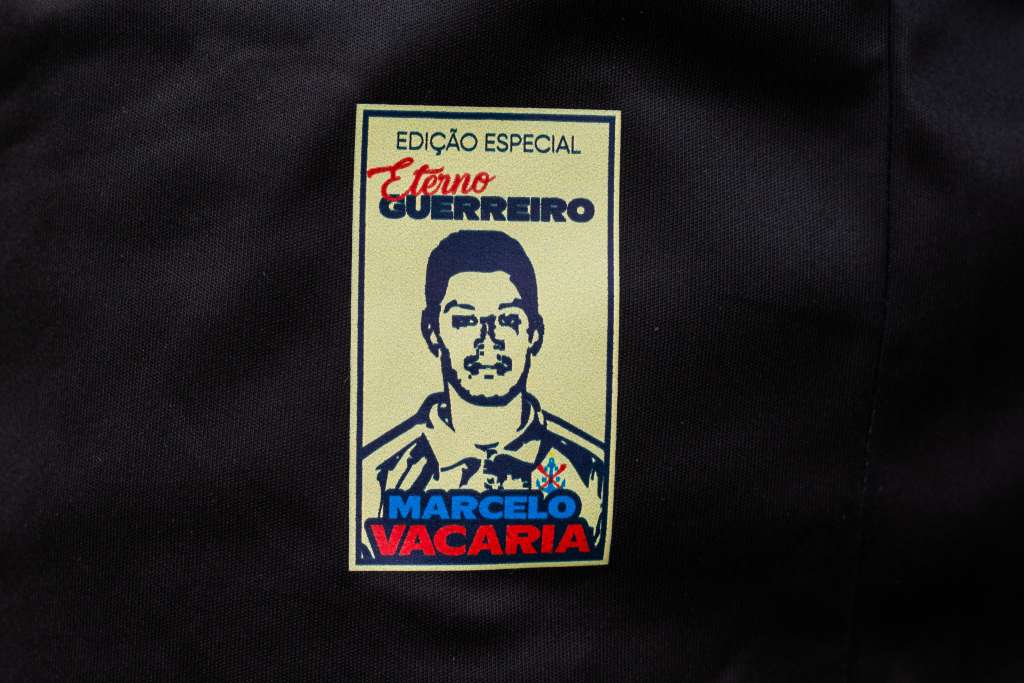 EDIÇÃO ESPECIAL
Eterno
GUERREIRO
MARCELO
VACARIA